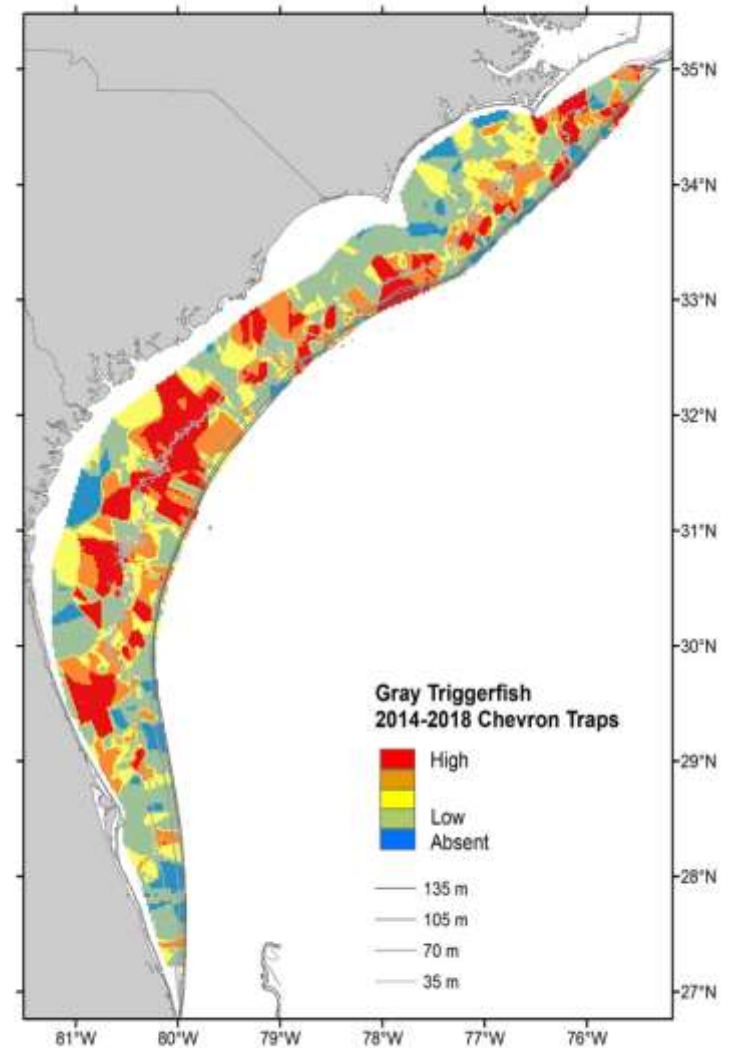 35°N
34°N
33°N
32°N
31°N
30°N
Gray Triggerfish
2014-2018 Chevron Traps
High
29°N
Low
Absent
28°N
135 m
105 m
70 m
35 m
27°N
81°W 80°W 79°W 78°W 77°W 76°W